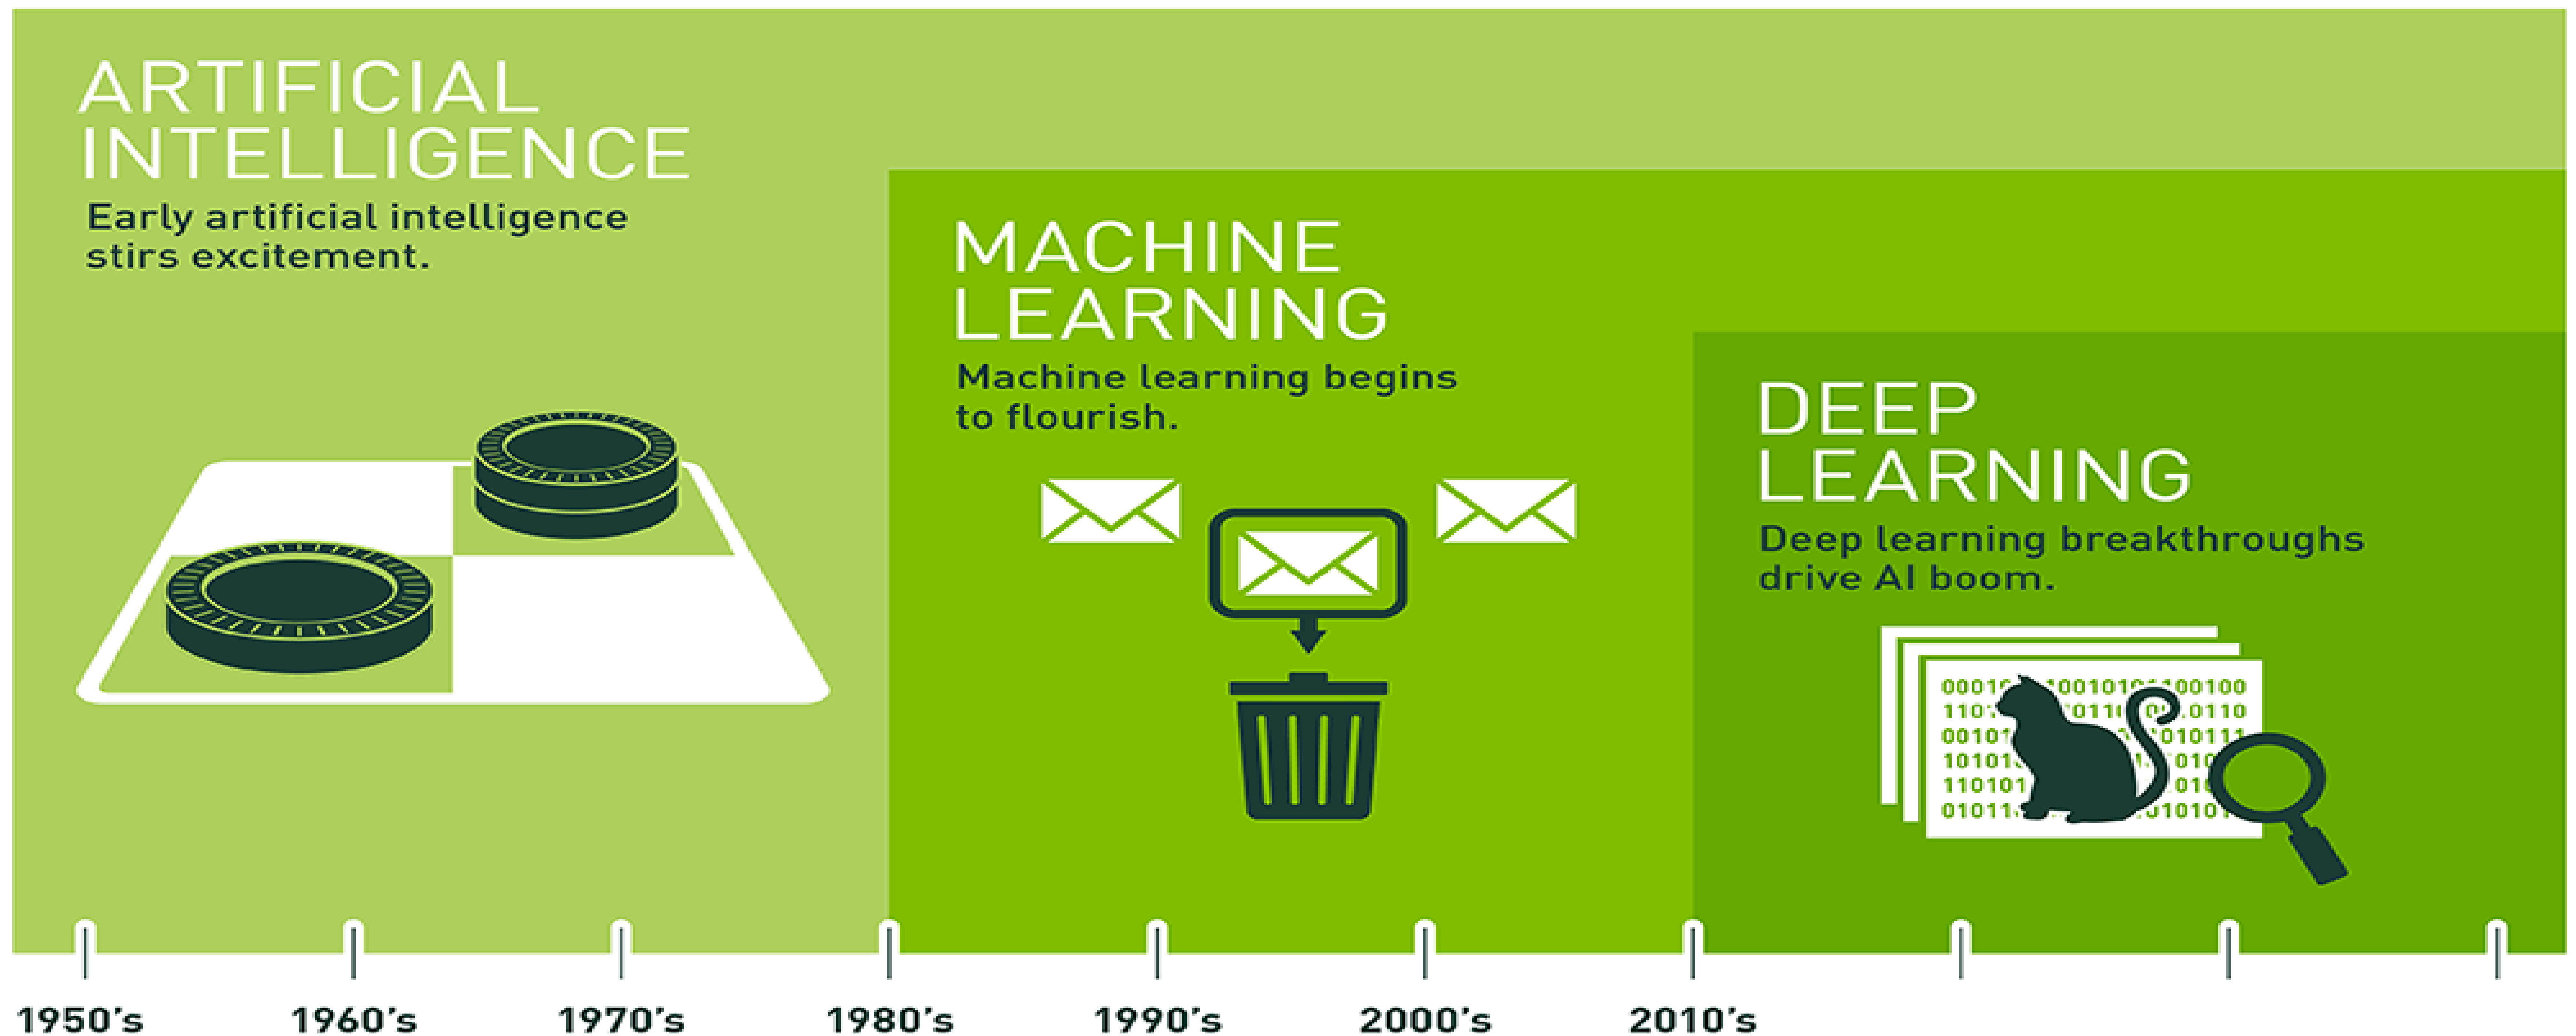 ARTIFICIAL
INTELLIGENCE
Early artificial intelligence
stirs excitement.
MACHINE
LEARNING
Machine learning begins
to flourish.
DEEP
LEARNING
Deep learning breakthroughs
drive AI boom.
1950's 1960's 1970's 1980's 1990's 2000's 2010's